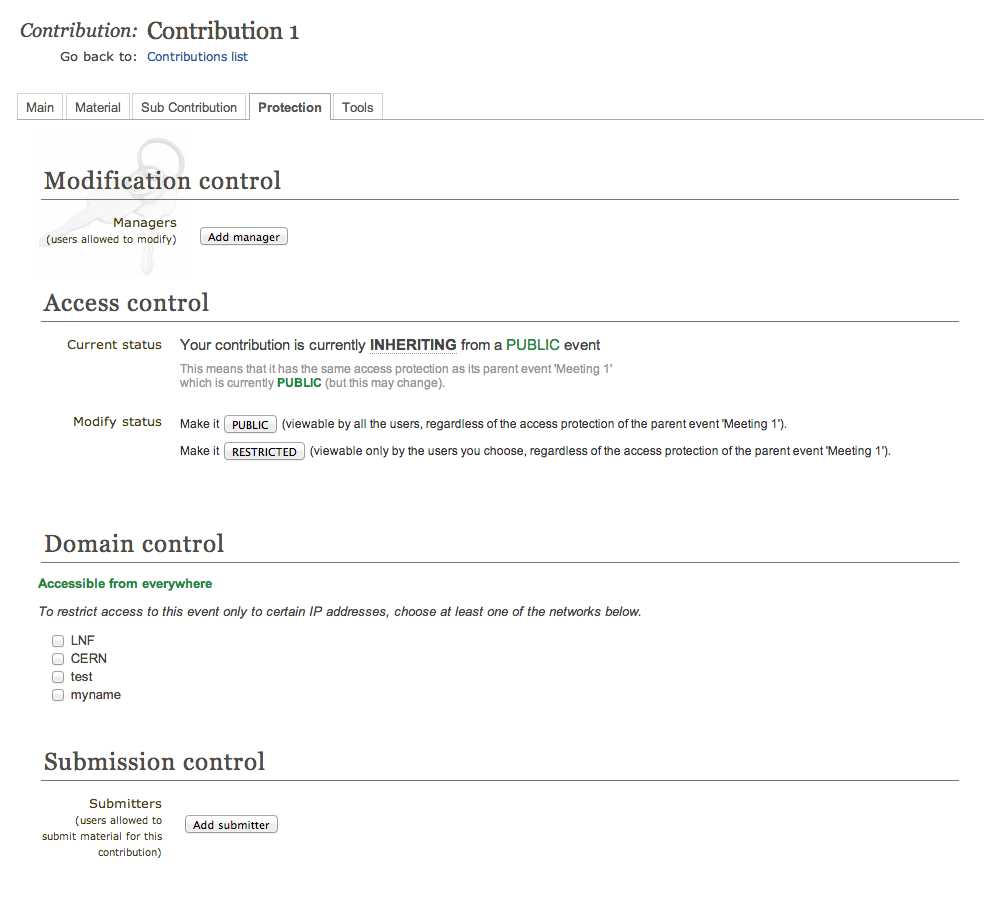 Contribution: Contribution 1
Go back to: Contributions list
Main Material Sub Contribution Protection Tools
Modification control
Managers
(users allowed to modify)
Add manager
Access control
Current status Your contribution is currently INHERITING from a PUBLIC event
This means that it has the same access protection as its parent event 'Meeting 1'
which is currently PUBLIC (but this may change).
Modify status Make it PUBLIC (viewable by all the users, regardless of the access protection of the parent event 'Meeting 1').
Make it RESTRICTED (viewable only by the users you choose, regardless of the access protection of the parent event 'Meeting 1').
Domain control
Accessible from everywhere
To restrict access to this event only to certain IP addresses, choose at least one of the networks below.
LNF
CERN
test
myname
Submission control
Submitters
(users allowed to
submit material for this
contribution)
Add submitter